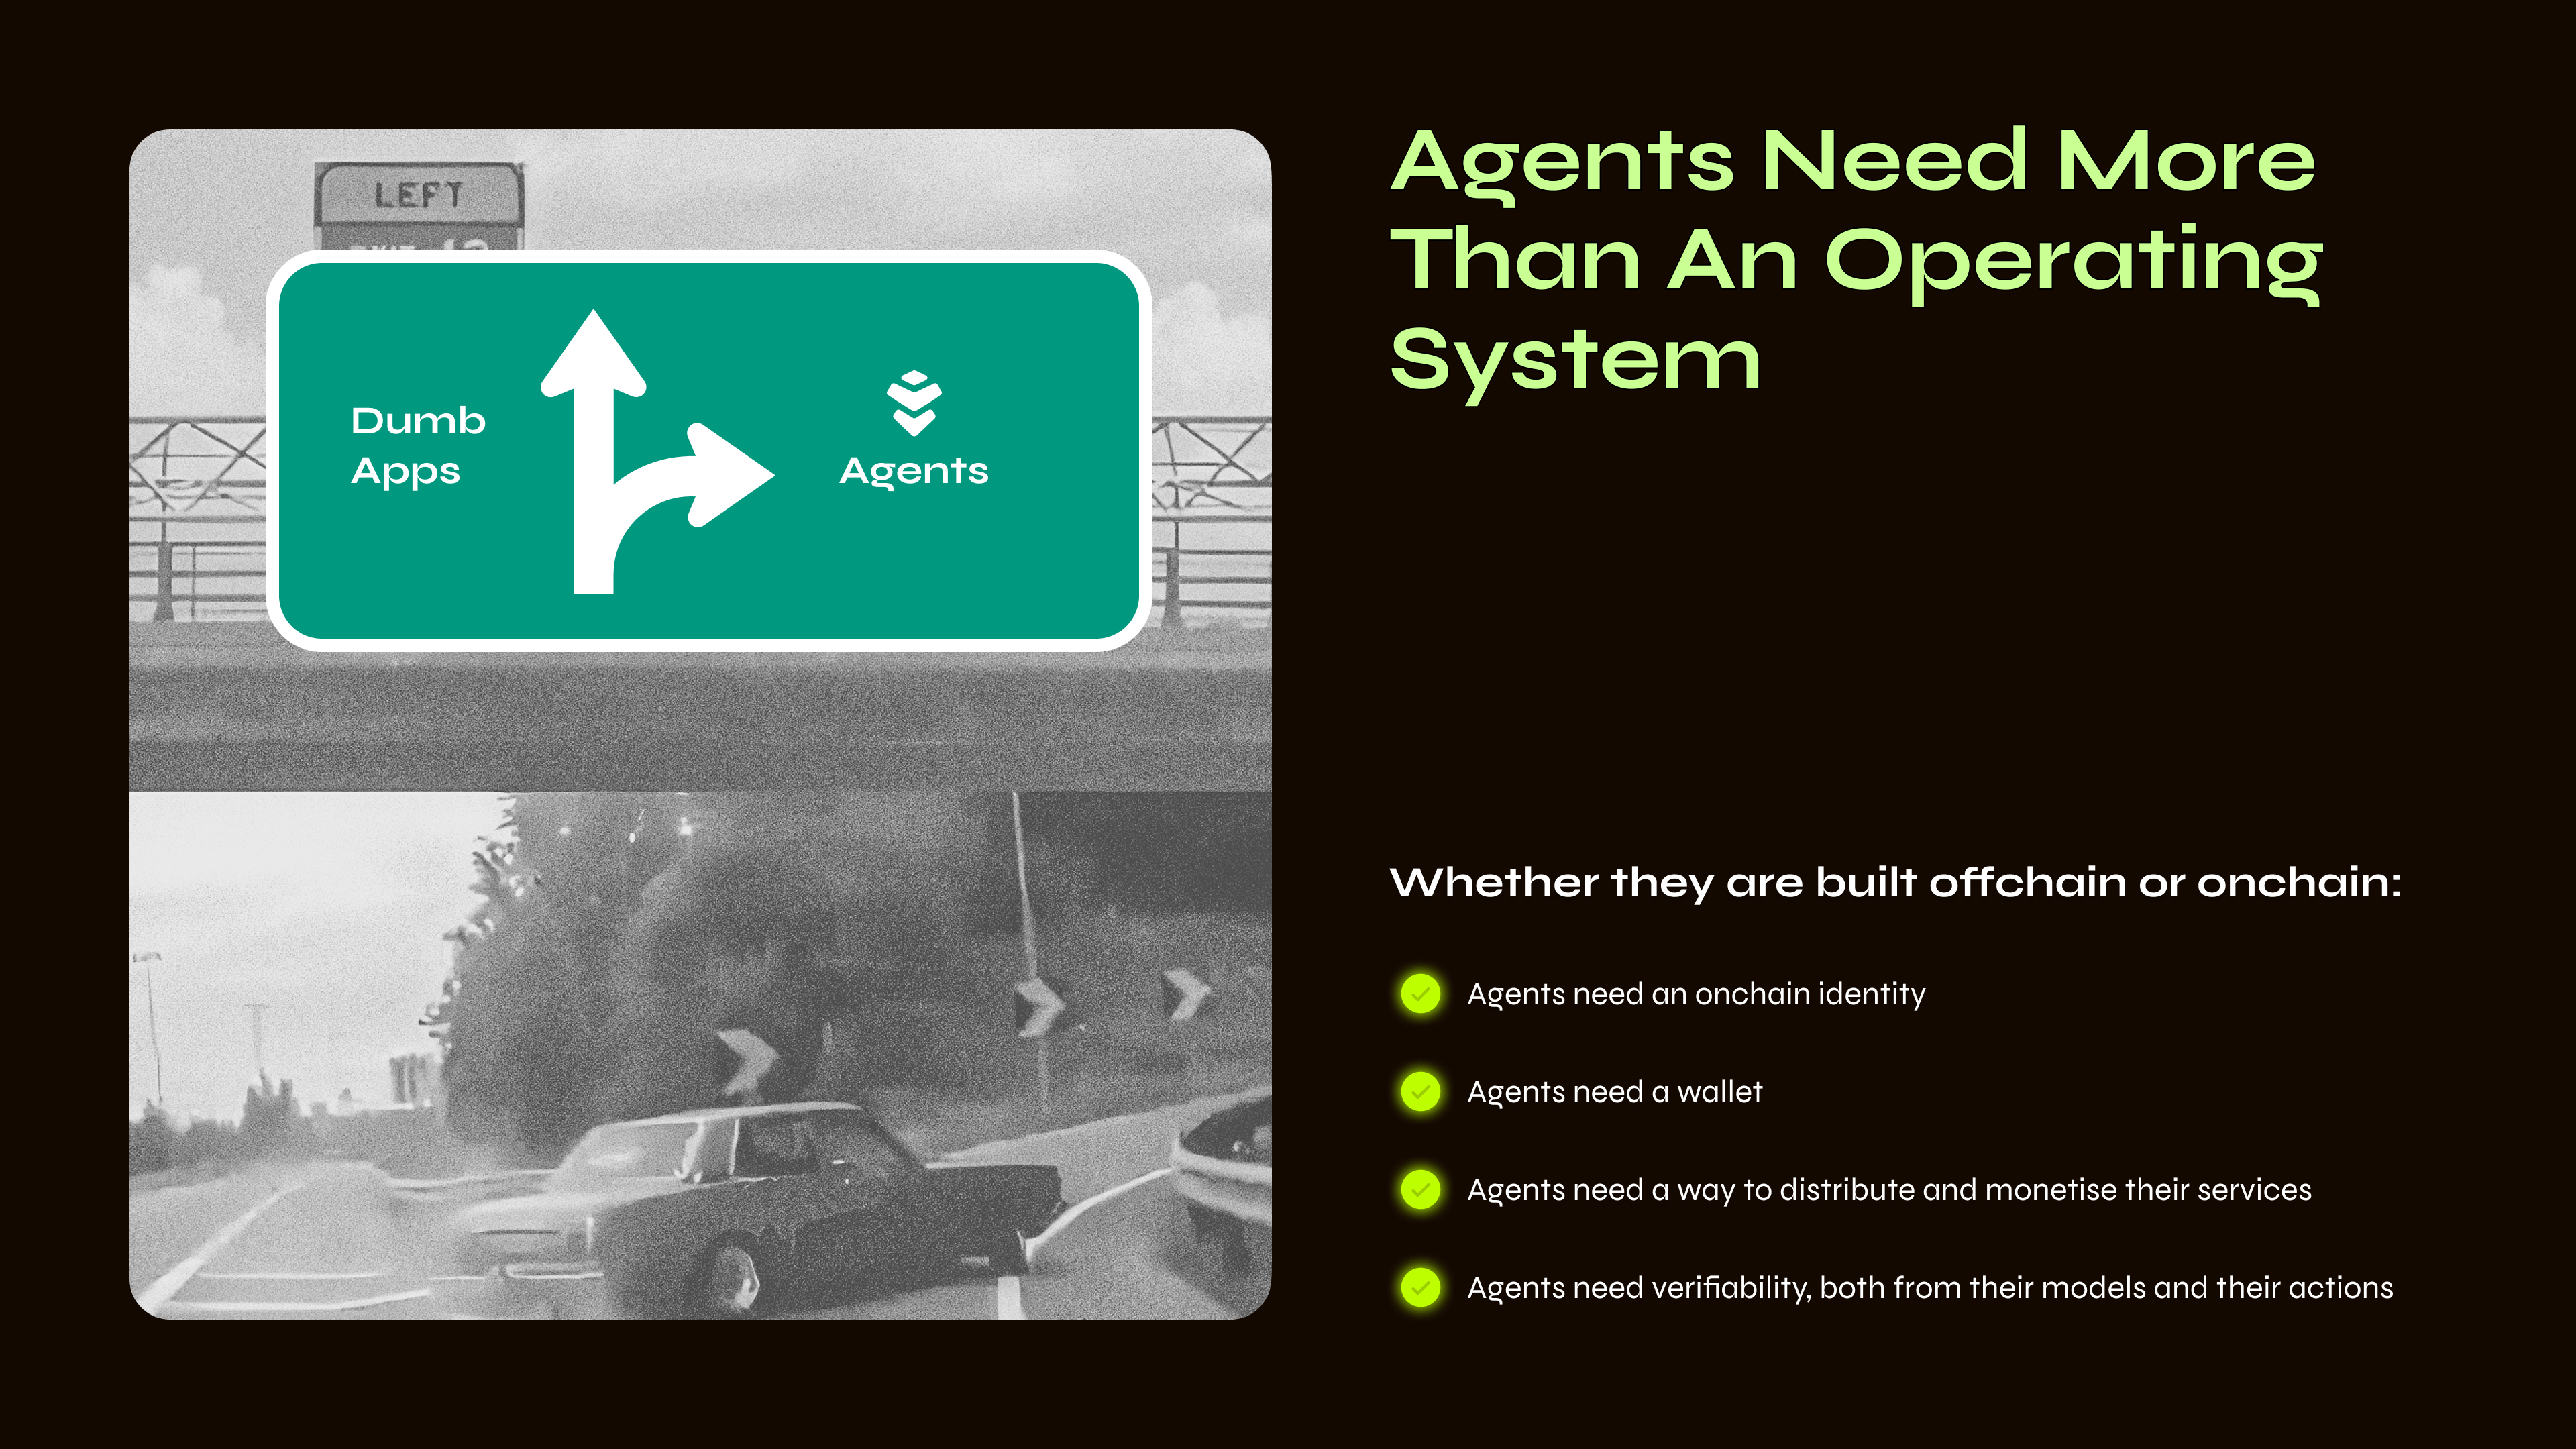 LEFT
Dumb
Apps
Agents
Agents Need More
Than An Operating
System
Whether they are built offchain or onchain:
Agents need an onchain identity
Agents need a wallet
Agents need a way to distribute and monetise their services
Agents need verifiability, both from their models and their actions